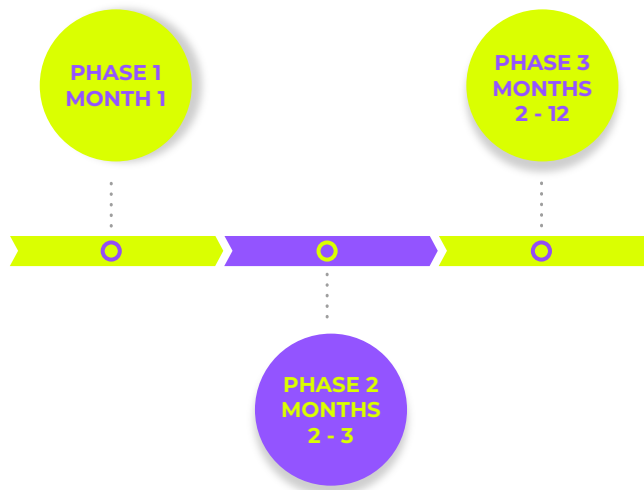 PHASE 1
MONTH 1
PHASE 2
MONTHS
2 - 3
PHASE 3
MONTHS
2 - 12